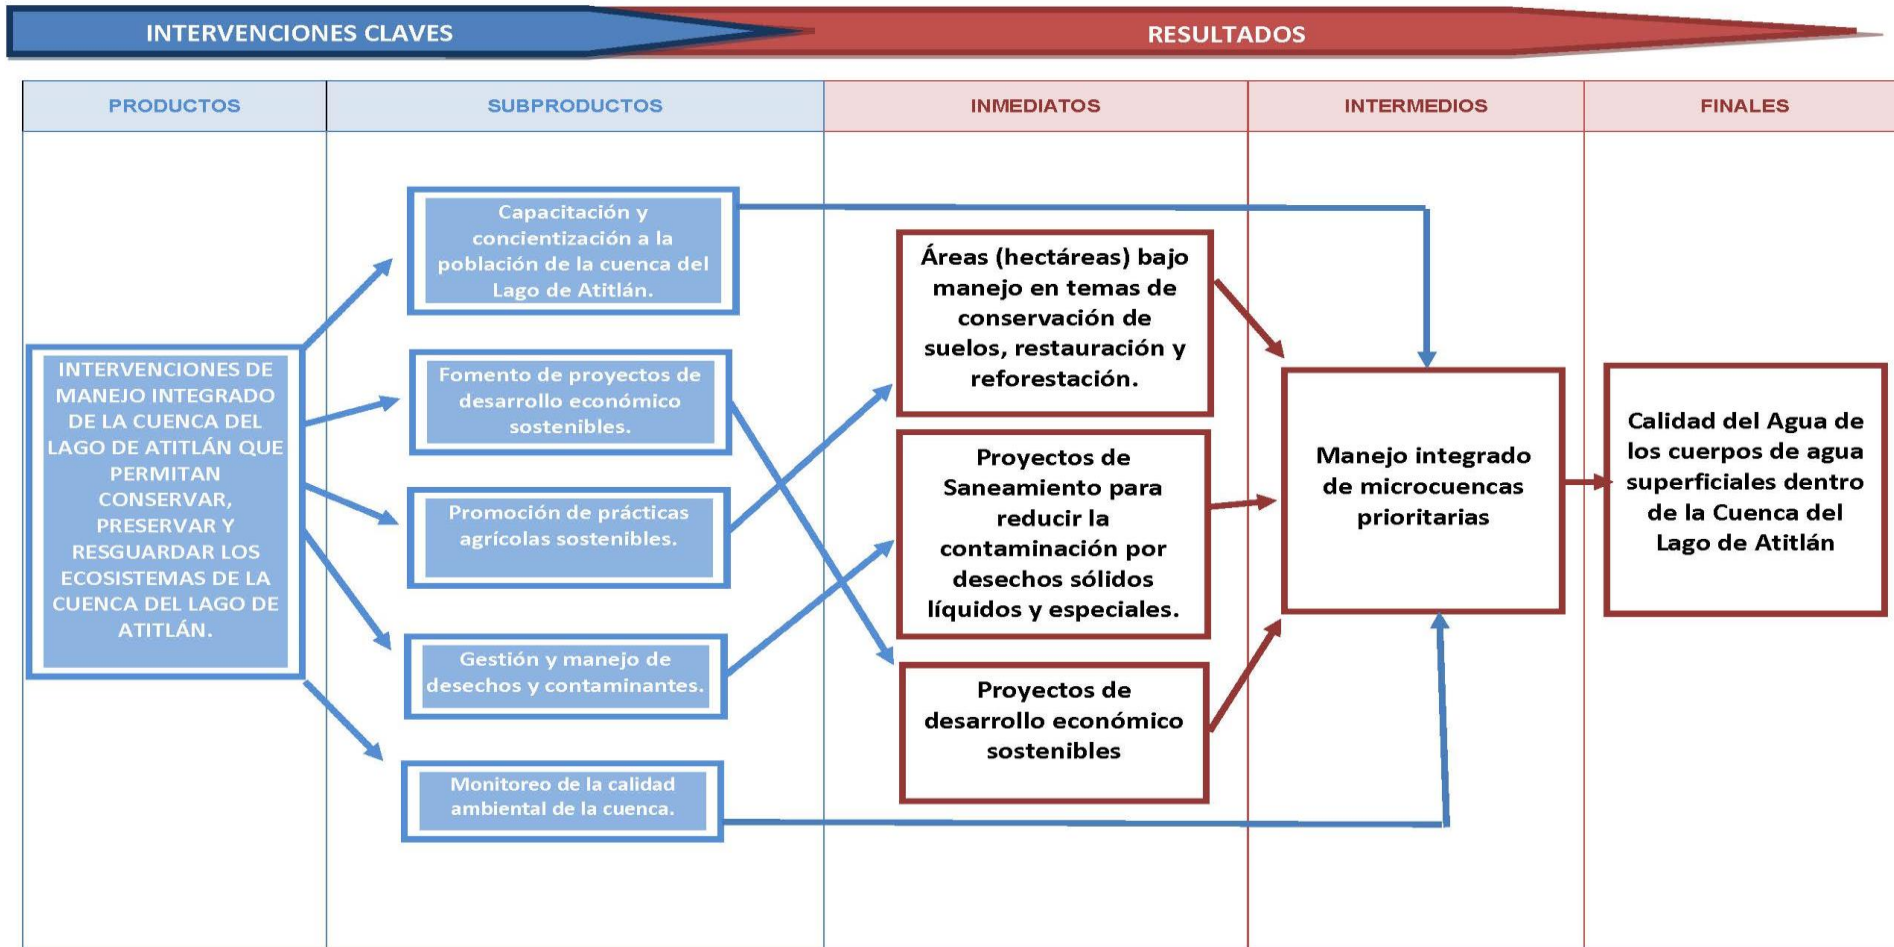 INTERVENCIONES CLAVES
RESULTADOS
PRODUCTOS
SUBPRODUCTOS
INMEDIATOS
INTERMEDIOS
FINALES
INTERVENCIONES DE
MANEJO INTEGRADO
DE LA CUENCA DEL
LAGO DE ATITLÁN QUE
PERMITAN
CONSERVAR,
PRESERVAR Y
RESGUARDAR LOS
ECOSISTEMAS DE LA
CUENCA DEL LAGO DE
ATITLÁN.
Capacitación y
concientización a la
población de la cuenca del
Lago de Atitlán.
Fomento de proyectos de
desarrollo económico
sostenibles.
Promoción de prácticas
agrícolas sostenibles.
Gestión y manejo de
desechos y contaminantes.
Monitoreo de la calidad
ambiental de la cuenca.
Áreas (hectáreas) bajo
manejo en temas de
conservación de
suelos, restauración y
reforestación.
Proyectos de
Saneamiento para
reducir la
contaminación por
desechos sólidos
líquidos y especiales.
Proyectos de
desarrollo económico
sostenibles
Manejo integrado
de microcuencas
prioritarias
Calidad del Agua de
los cuerpos de agua
superficiales dentro
de la Cuenca del
Lago de Atitlán